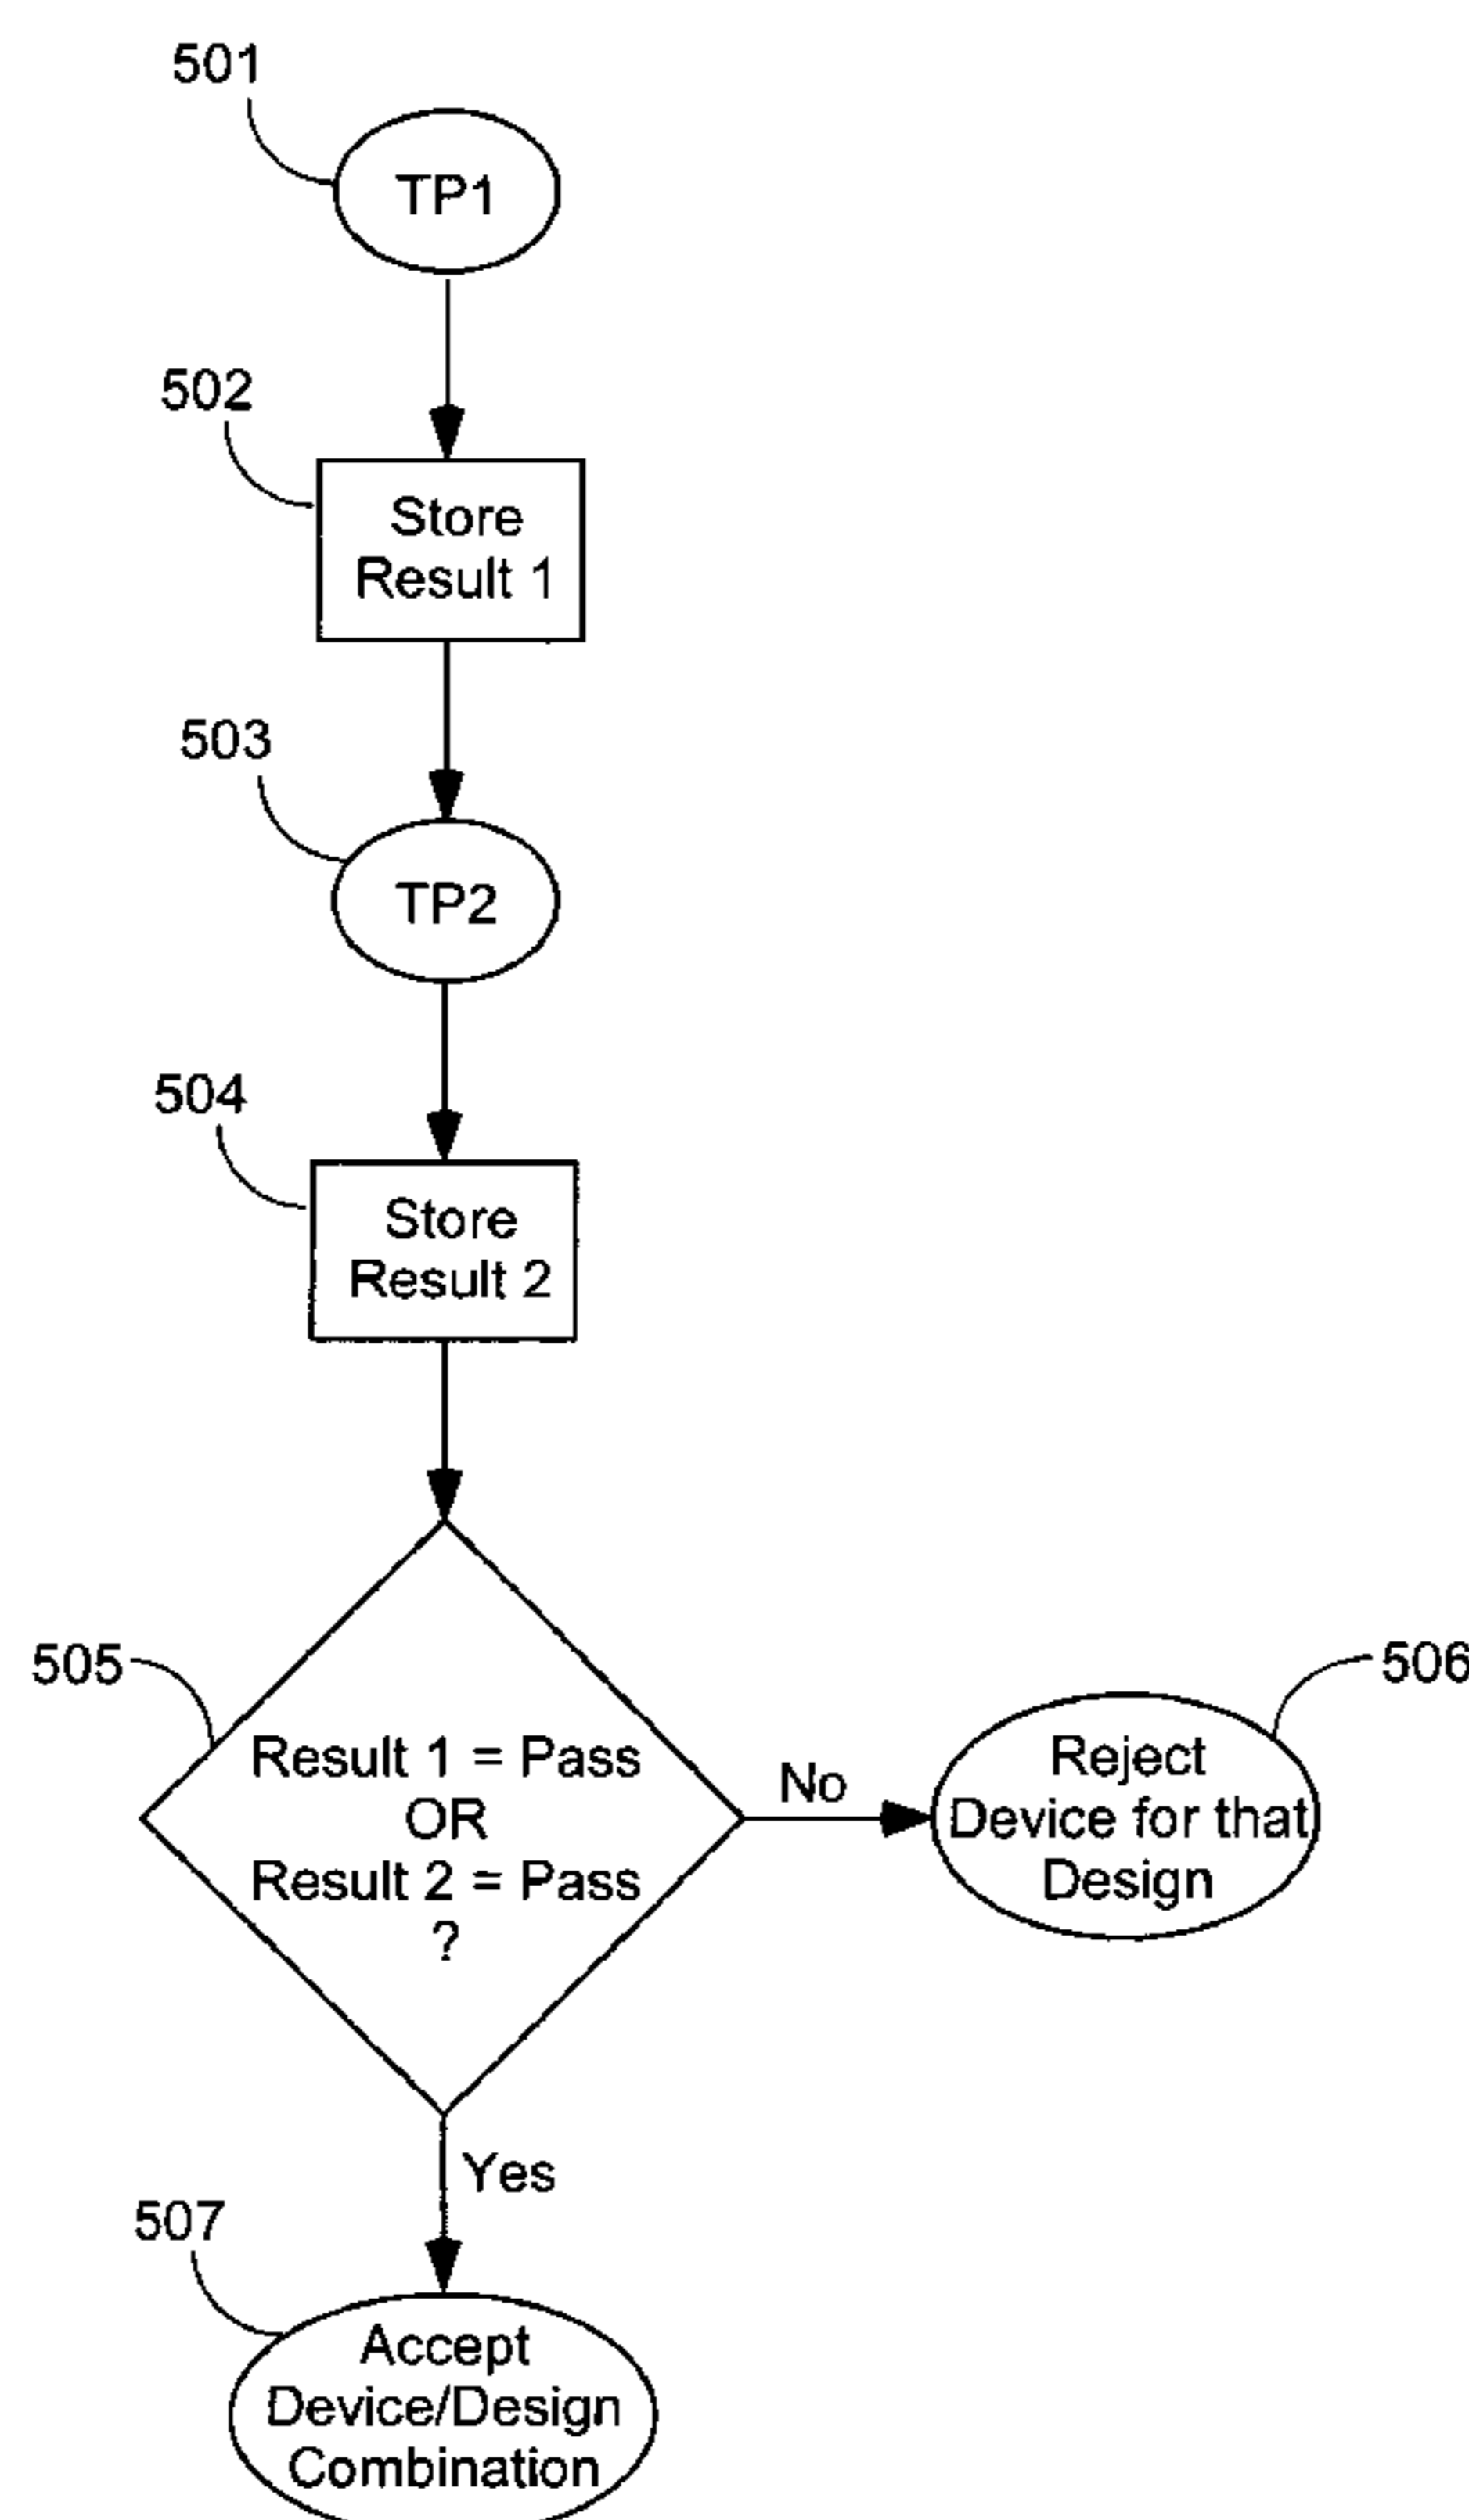 501
TP1
502
Store
Result 1
503
TP2
504
Store
Result 2
505
Result 1 = Pass
OR
Result 2 = Pass
?
No
506
Reject
Device for that
Design
Yes
507
Accept
Device/Design
Combination